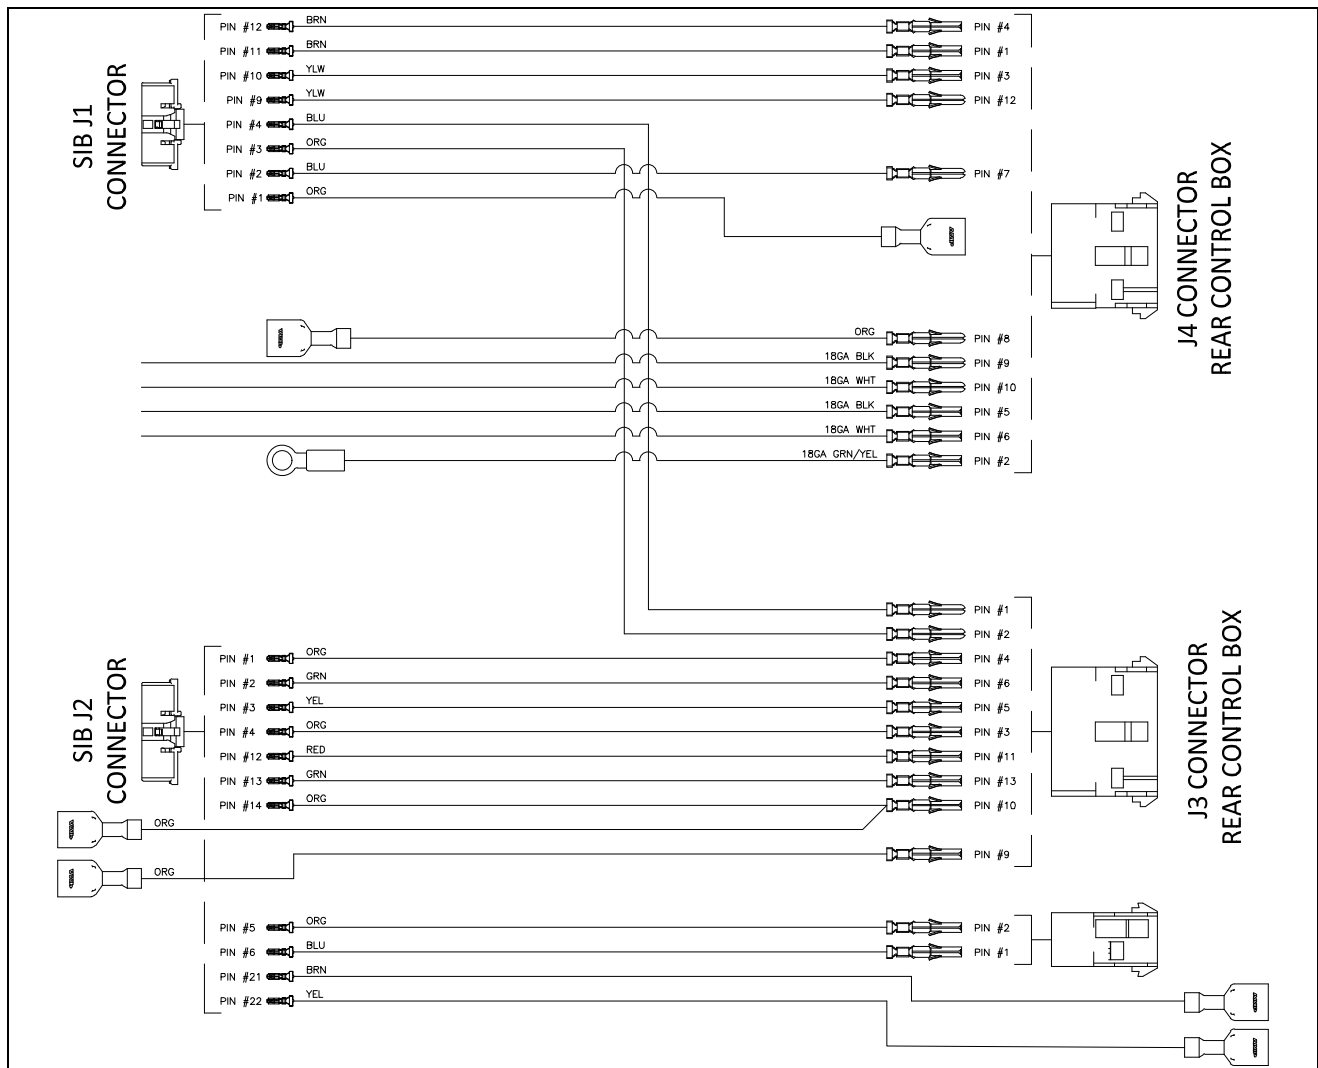 SIB J1
CONNECTOR
PIN #12 BRN PIN #4
PIN #11 BRN PIN #1
PIN #10 YLW PIN #3
PIN #9 YLW PIN #12
PIN #4 BLU
PIN #3 ORG
PIN #2 BLU PIN #7
PIN #1 ORG
J4 CONNECTOR
REAR CONTROL BOX
ORG PIN #8
18GA BLK PIN #9
18GA WHT PIN #10
18GA BLK PIN #5
18GA WHT PIN #6
18GA GRN/YEL PIN #2
PIN #1
PIN #2
SIB J2
CONNECTOR
PIN #1 ORG PIN #4
PIN #2 GRN PIN #6
PIN #3 YEL PIN #5
PIN #4 ORG PIN #3
PIN #12 RED PIN #11
PIN #13 GRN PIN #13
PIN #14 ORG PIN #10
ORG
ORG PIN #9
J3 CONNECTOR
REAR CONTROL BOX
PIN #5 ORG PIN #2
PIN #6 BLU PIN #1
PIN #21 BRN
PIN #22 YEL